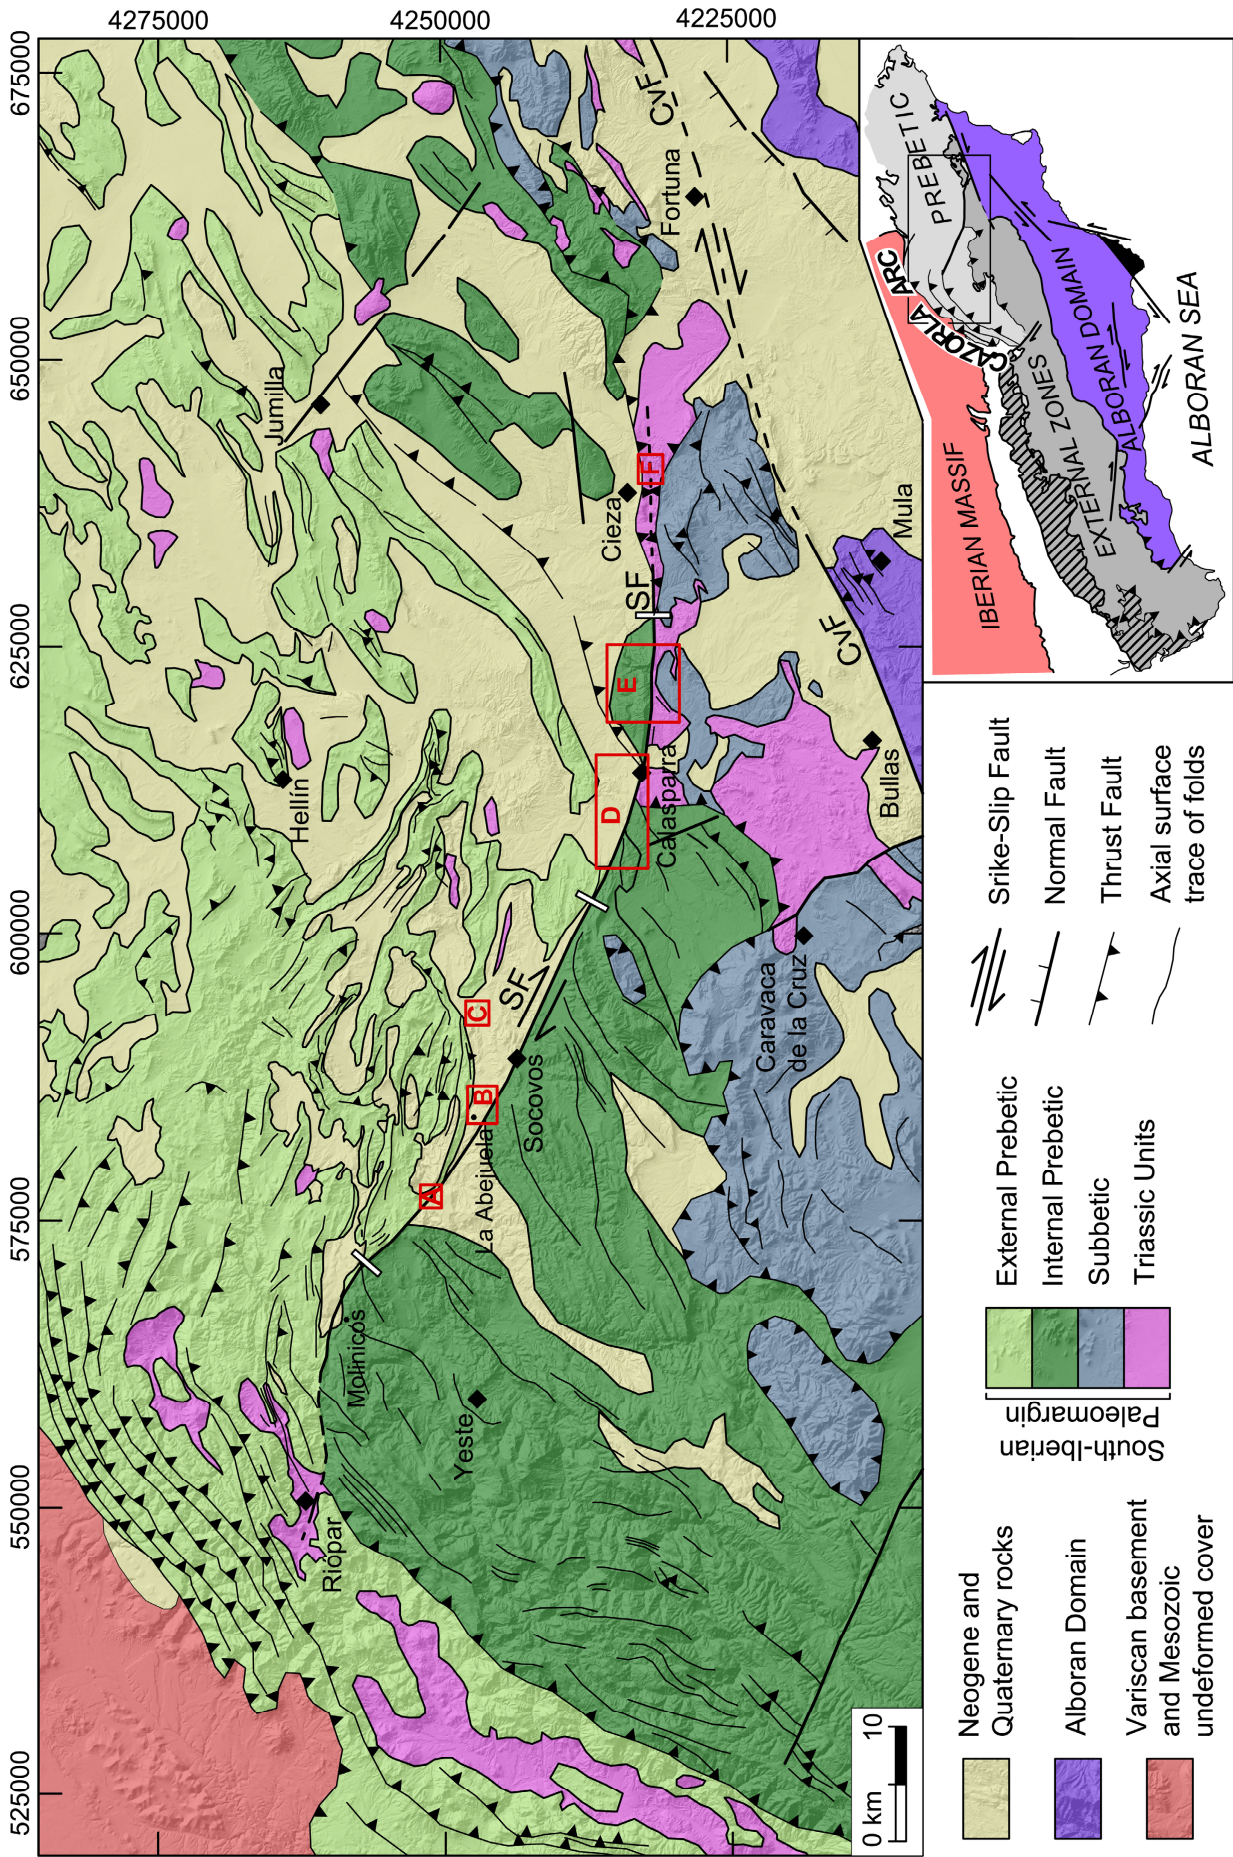 525000
550000
575000
600000
625000
650000
675000
4275000
4250000
4225000
Jumilla
Hellín
Riópar
Molinicos
Yeste
La Abejuela
Socovos
SF
SF
Cieza
Calasparra
Caravaca
de la Cruz
Bullas
Mula
Fortuna
CVF
CVF
A
B
C
D
E
F
0 km
10
Neogene and
Quaternary rocks
Alboran Domain
Variscan basement
and Mesozoic
undeformed cover
South-Iberian
Paleomargin
External Prebetic
Internal Prebetic
Subbetic
Triassic Units
Srike-Slip Fault
Normal Fault
Thrust Fault
Axial surface
trace of folds
IBERIAN MASSIF
CAZORLA ARC
PREBETIC
EXTERNAL ZONES
ALBORAN DOMAIN
ALBORAN SEA